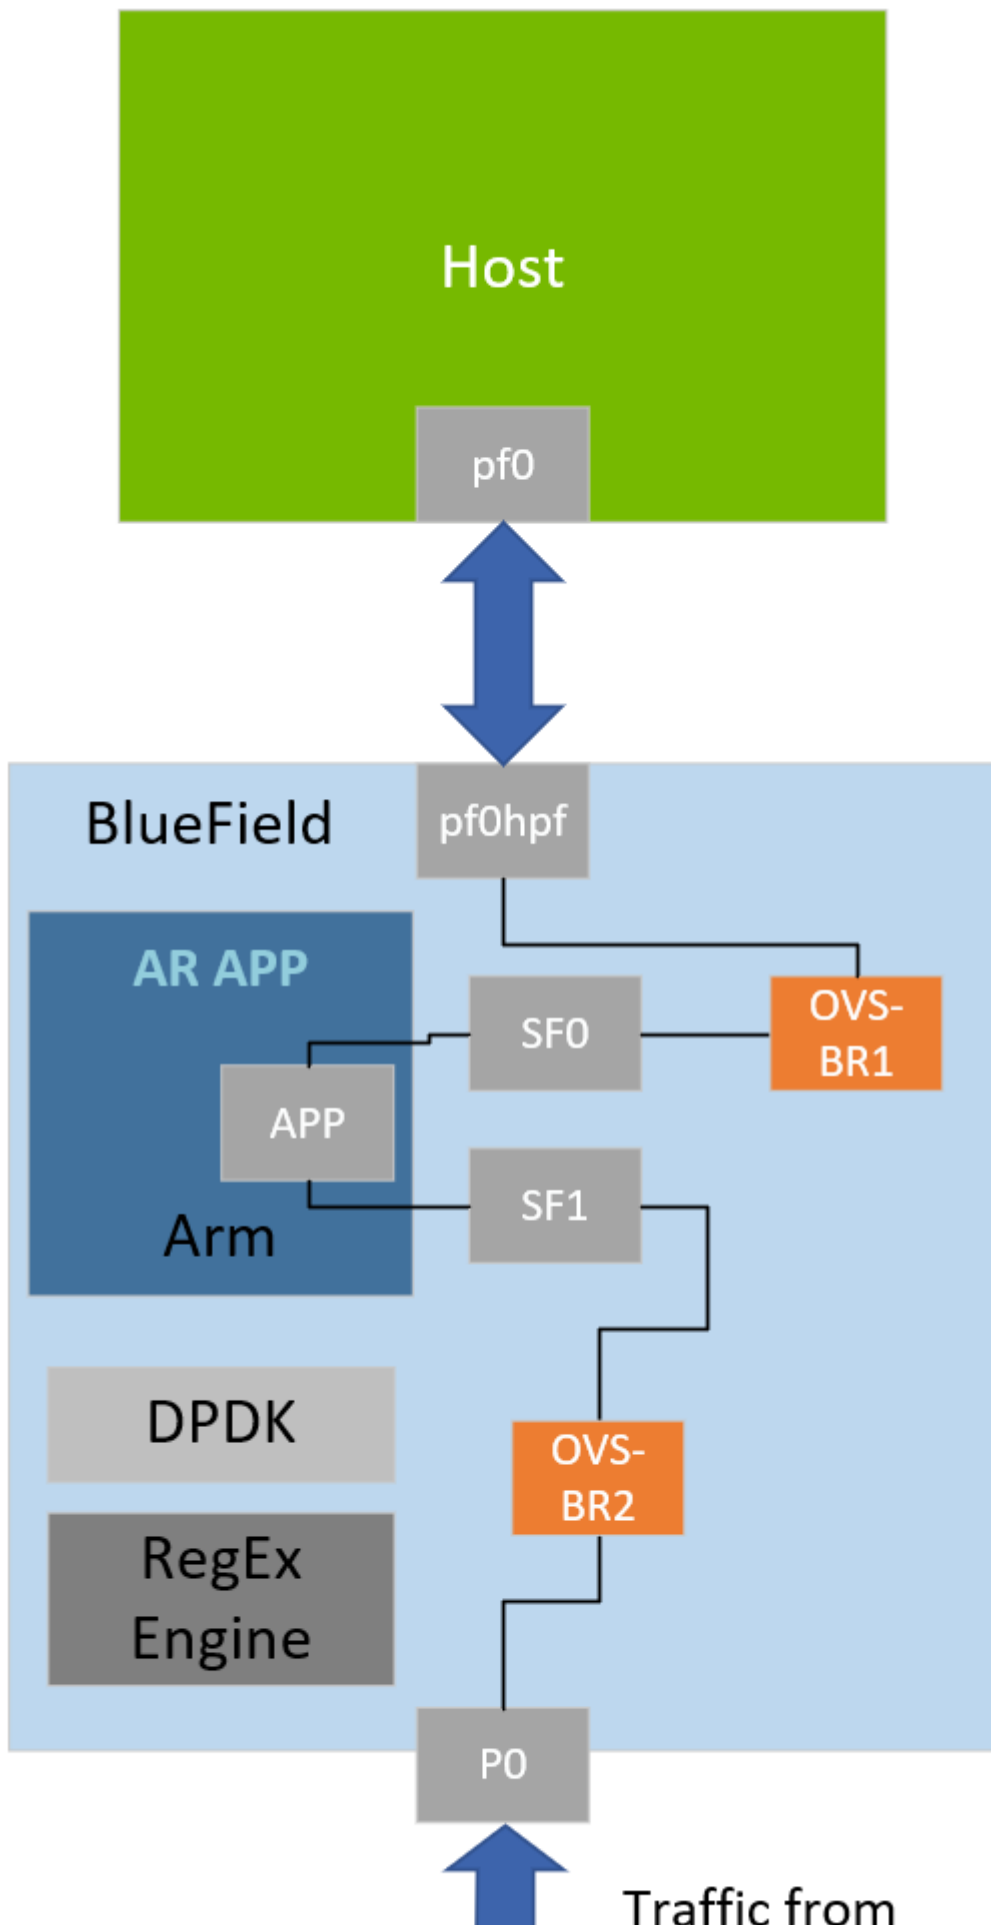 Host
pf0
BlueField
pf0hpf
AR APP
SF0
OVS-
BR1
APP
SF1
Arm
DPDK
OVS-
BR2
RegEx
Engine
P0
Traffic from